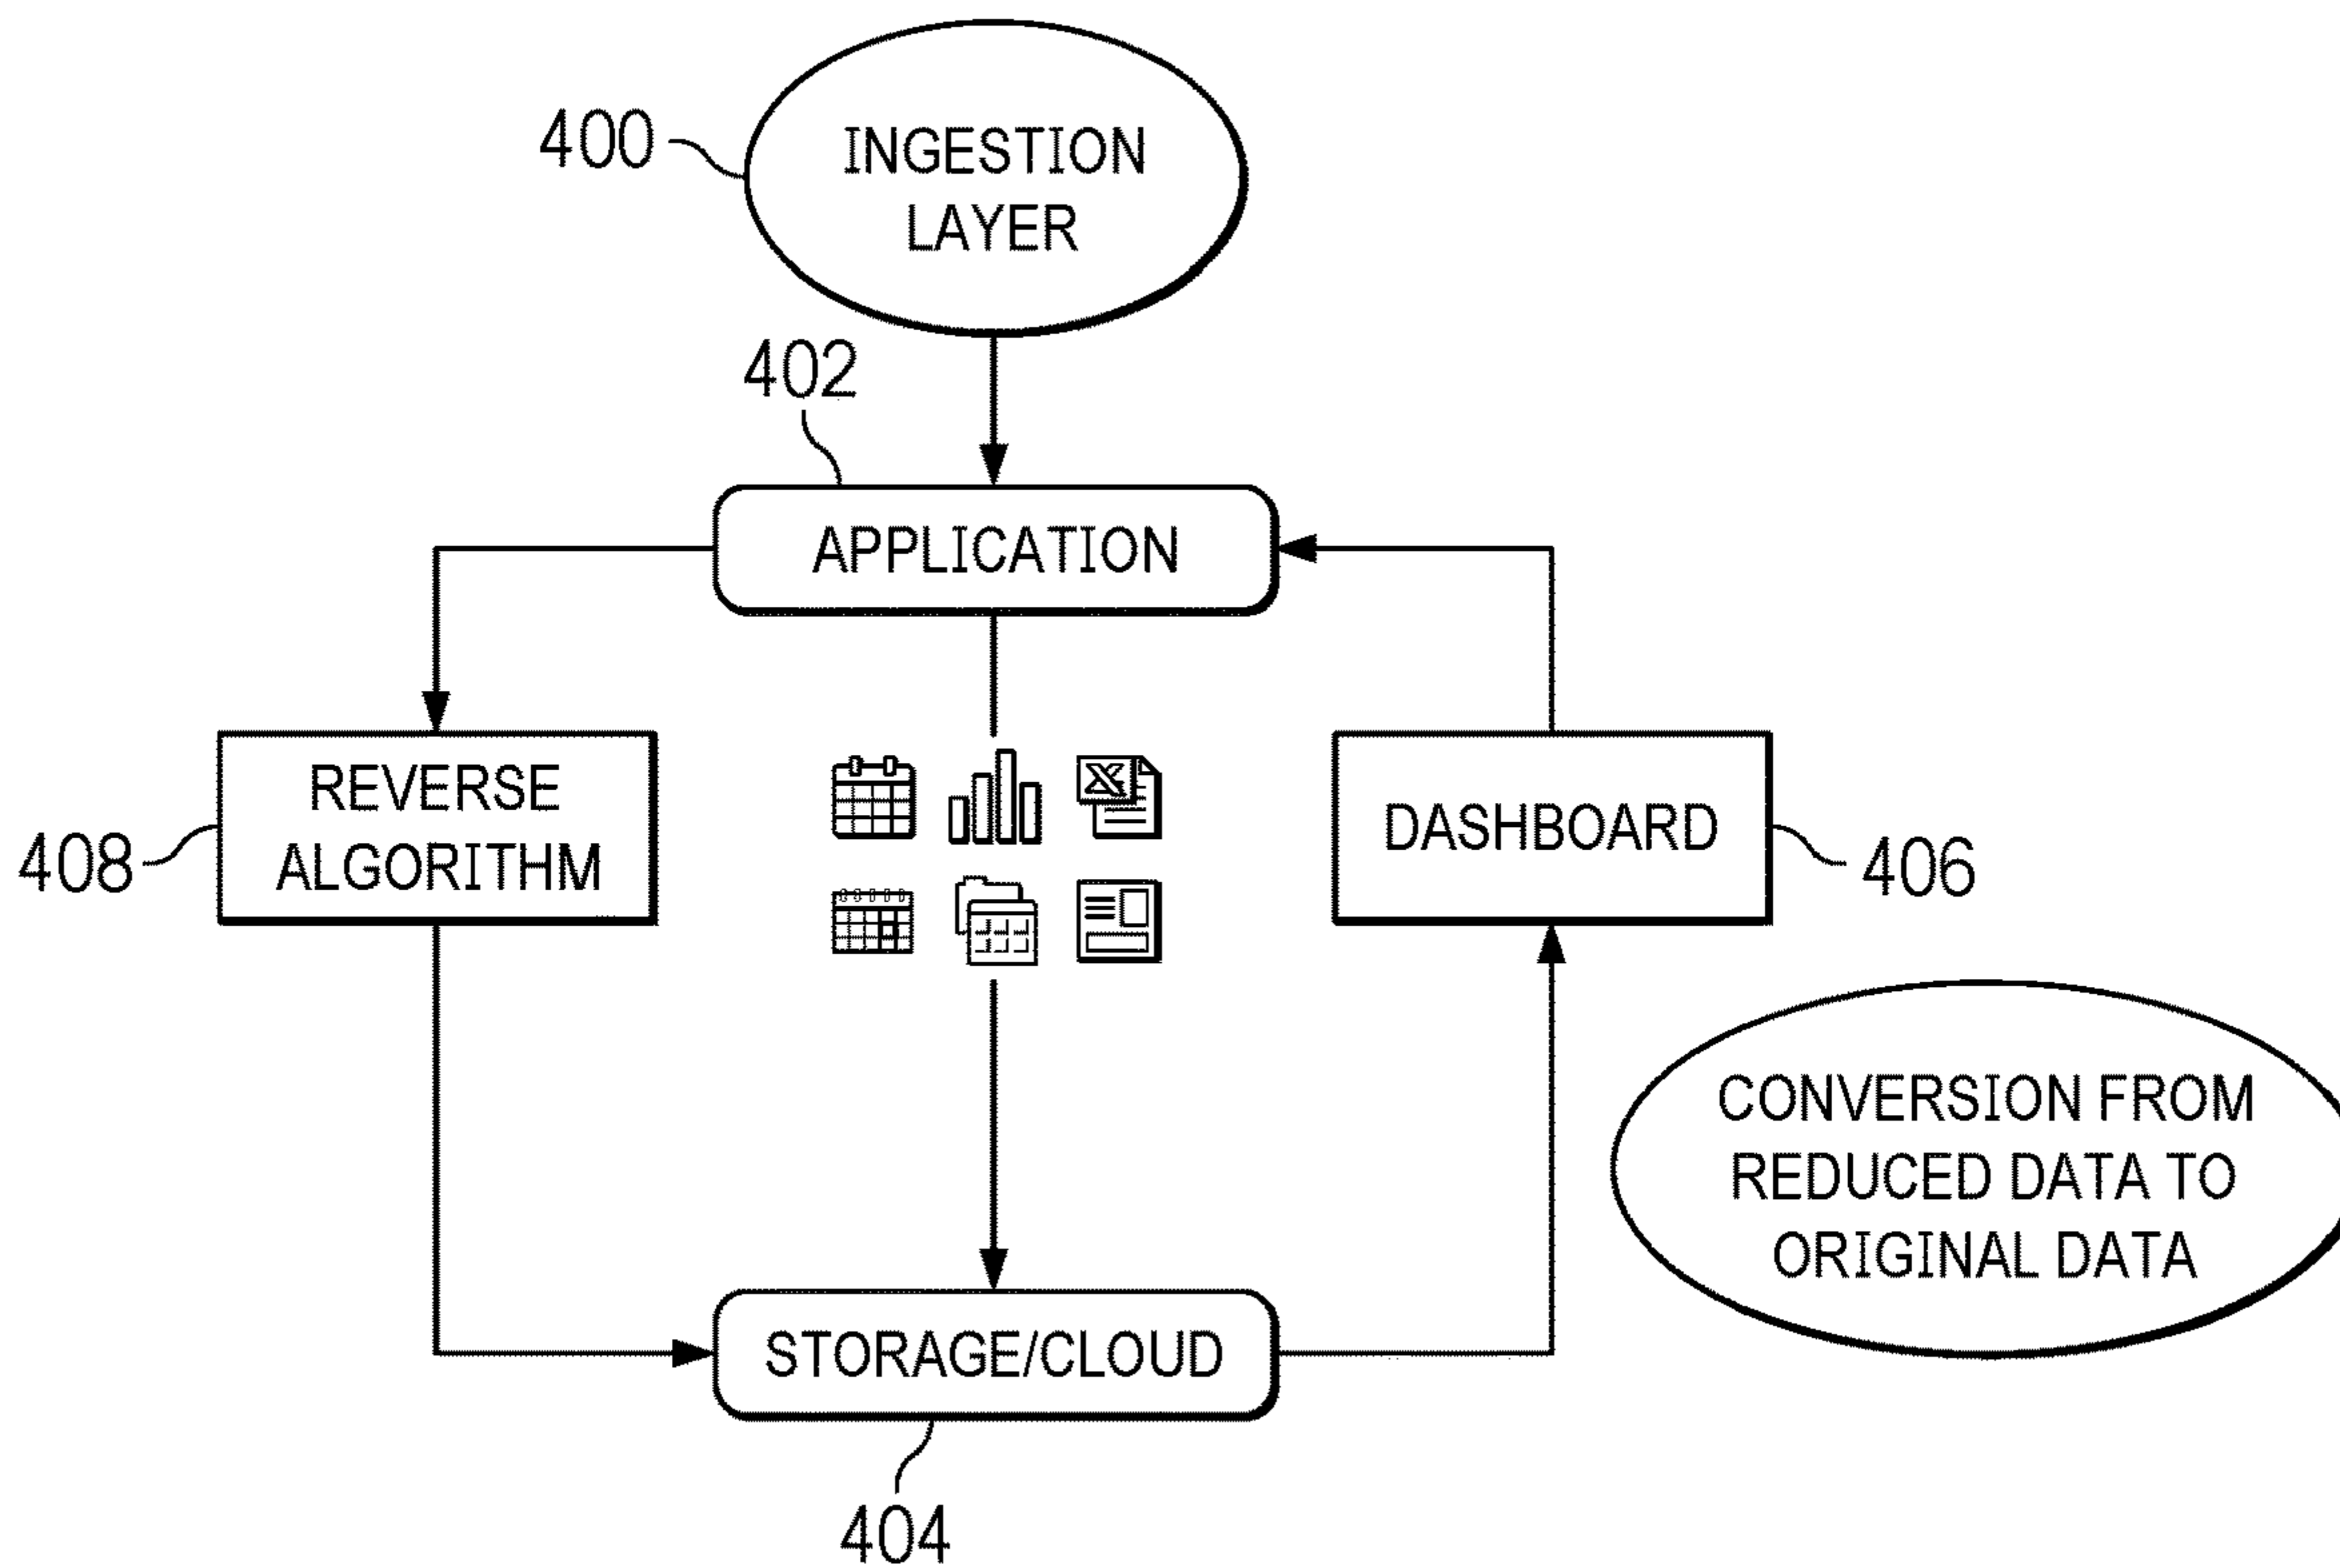 400
INGESTION
LAYER
402
APPLICATION
REVERSE
ALGORITHM
408
X
DASHBOARD
406
CONVERSION FROM
REDUCED DATA TO
ORIGINAL DATA
STORAGE/CLOUD
404